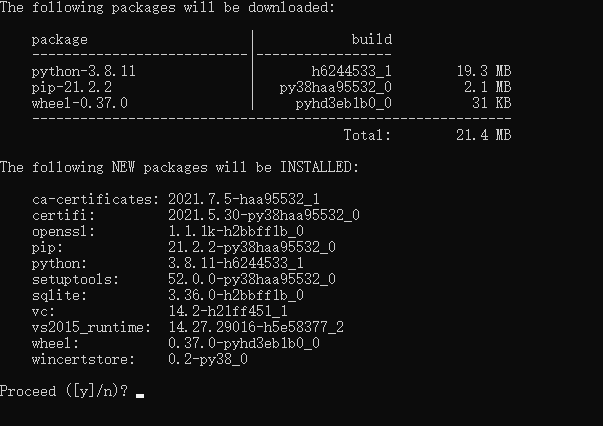 The following packages will be downloaded:
package | build
---------------------------|-----------------
python-3.8.11 | h6244533_1 19.3 MB
pip-21.2.2 | py38haa95532_0 2.1 MB
wheel-0.37.0 | pyhd3eb1b0_0 31 KB
------------------------------------------------------------
Total: 21.4 MB
The following NEW packages will be INSTALLED:
ca-certificates: 2021.7.5-haa95532_1
certifi: 2021.5.30-py38haa95532_0
openssl: 1.1.1k-h2bbff1b_0
pip: 21.2.2-py38haa95532_0
python: 3.8.11-h6244533_1
setuptools: 52.0.0-py38haa95532_0
sqlite: 3.36.0-h2bbff1b_0
vc: 14.2-h21ff451_1
vs2015_runtime: 14.27.29016-h5e58377_2
wheel: 0.37.0-pyhd3eb1b0_0
wincertstore: 0.2-py38_0
Proceed ([y]/n)? _